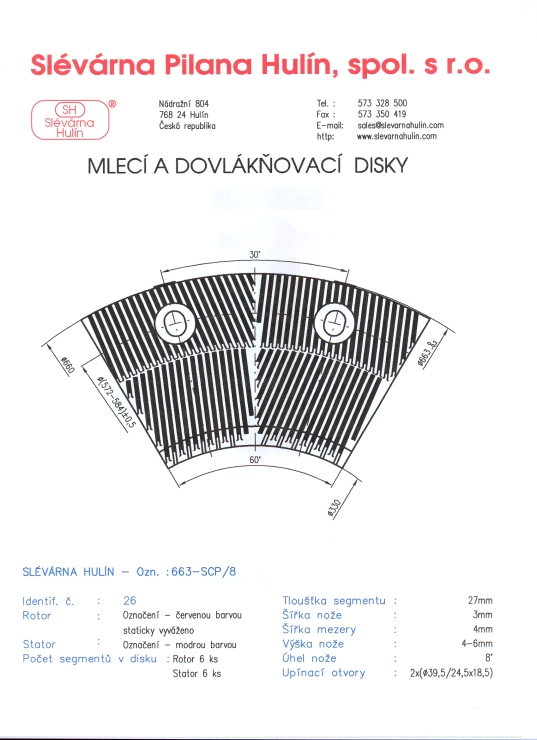 Slévárna Pilana Hulín, spol. s r.o.
SH
Slévárna
Hulín
®
Nádražní 804
768 24 Hulín
Česká republika
Tel. : 573 328 500
Fax : 573 350 419
E-mail: sales@slevarnahulin.com
http: www.slevarnahulin.com
MLECÍ A DOVLÁKŇOVACÍ DISKY
30°
ø660
ø(572-584)±0,5
ø663
60°
ø330
SLÉVÁRNA HULÍN - Ozn. :663-SCP/8
Identif. č. : 26
Rotor : Označení - červenou barvou
staticky vyváženo
Stator : Označení - modrou barvou
Počet segmentů v disku : Rotor 6 ks
Stator 6 ks
Tloušťka segmentu : 27mm
Šířka nože : 3mm
Šířka mezery : 4mm
Výška nože : 4-6mm
Úhel nože : 8°
Upínací otvory : 2x(ø39,5/24,5x18,5)